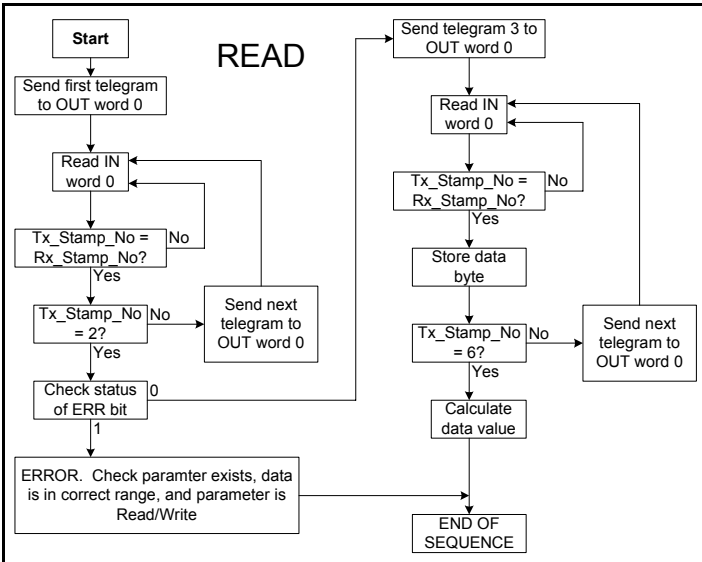 Start
READ
Send first telegram
to OUT word 0
Read IN
word 0
Tx_Stamp_No =
Rx_Stamp_No?
No
Yes
Tx_Stamp_No
= 2?
No
Send next
telegram to
OUT word 0
Yes
Check status
of ERR bit
0
1
ERROR. Check paramter exists, data
is in correct range, and parameter is
Read/Write
Send telegram 3 to
OUT word 0
Read IN
word 0
Tx_Stamp_No =
Rx_Stamp_No?
No
Yes
Store data
byte
Tx_Stamp_No
= 6?
No
Send next
telegram to
OUT word 0
Yes
Calculate
data value
END OF
SEQUENCE